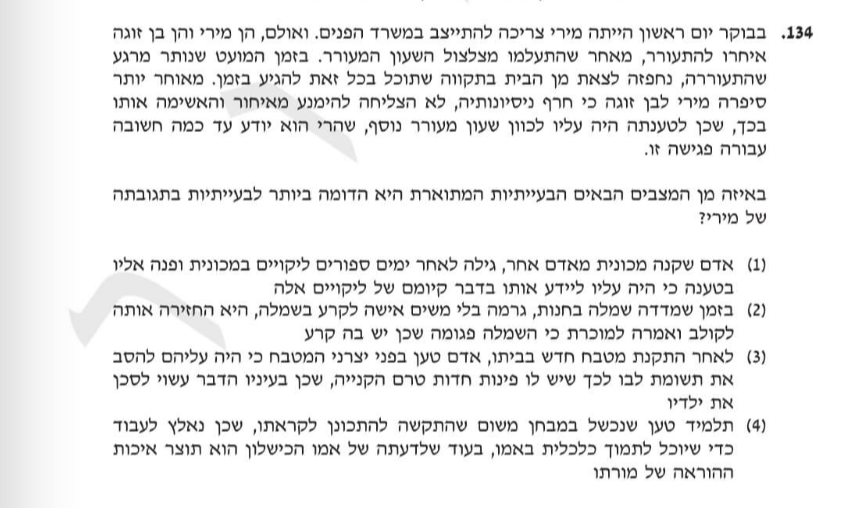 134. בבוקר יום ראשון הייתה מירי צריכה להתייצב במשרד הפנים. ואולם, הן מירי והן בן זוגה
איחרו להתעורר, מאחר שהתעלמו מצלצול השעון המעורר. בזמן המועט שנותר מרגע
שהתעוררה, נחפזה לצאת מן הבית בתקווה שתוכל בכל זאת להגיע בזמן. מאוחר יותר
סיפרה מירי לבן זוגה כי חרף ניסיונותיה, לא הצליחה להימנע מאיחור והאשימה אותו
בכך, שכן לטענתה היה עליו לכוון שעון מעורר נוסף, שהרי הוא יודע עד כמה חשובה
עבורה פגישה זו.
באיזה מן המצבים הבאים הבעייתיות המתוארת היא הדומה ביותר לבעייתיות בתגובתה
של מירי?
(1) אדם שקנה מכונית מאדם אחר, גילה לאחר ימים ספורים ליקויים במכונית ופנה אליו
בטענה כי היה עליו ליידע אותו בדבר קיומם של ליקויים אלה
(2) בזמן שמדדה שמלה בחנות, גרמה בלי משים אישה לקרע בשמלה, היא החזירה אותה
לקולב ואמרה למוכרת כי השמלה פגומה שכן יש בה קרע
(3) לאחר התקנת מטבח חדש בביתו, אדם טען בפני יצרני המטבח כי היה עליהם להסב
את תשומת לבו לכך שיש לו פינות חדות טרם הקנייה, שכן בעיניו הדבר עשוי לסכן
את ילדיו
(4) תלמיד טען שנכשל במבחן משום שהתקשה להתכונן לקראתו, שכן נאלץ לעבוד
כדי שיוכל לתמוך כלכלית באמו, בעוד שלדעתה של אמו הכישלון הוא תוצר איכות
ההוראה של מורתו